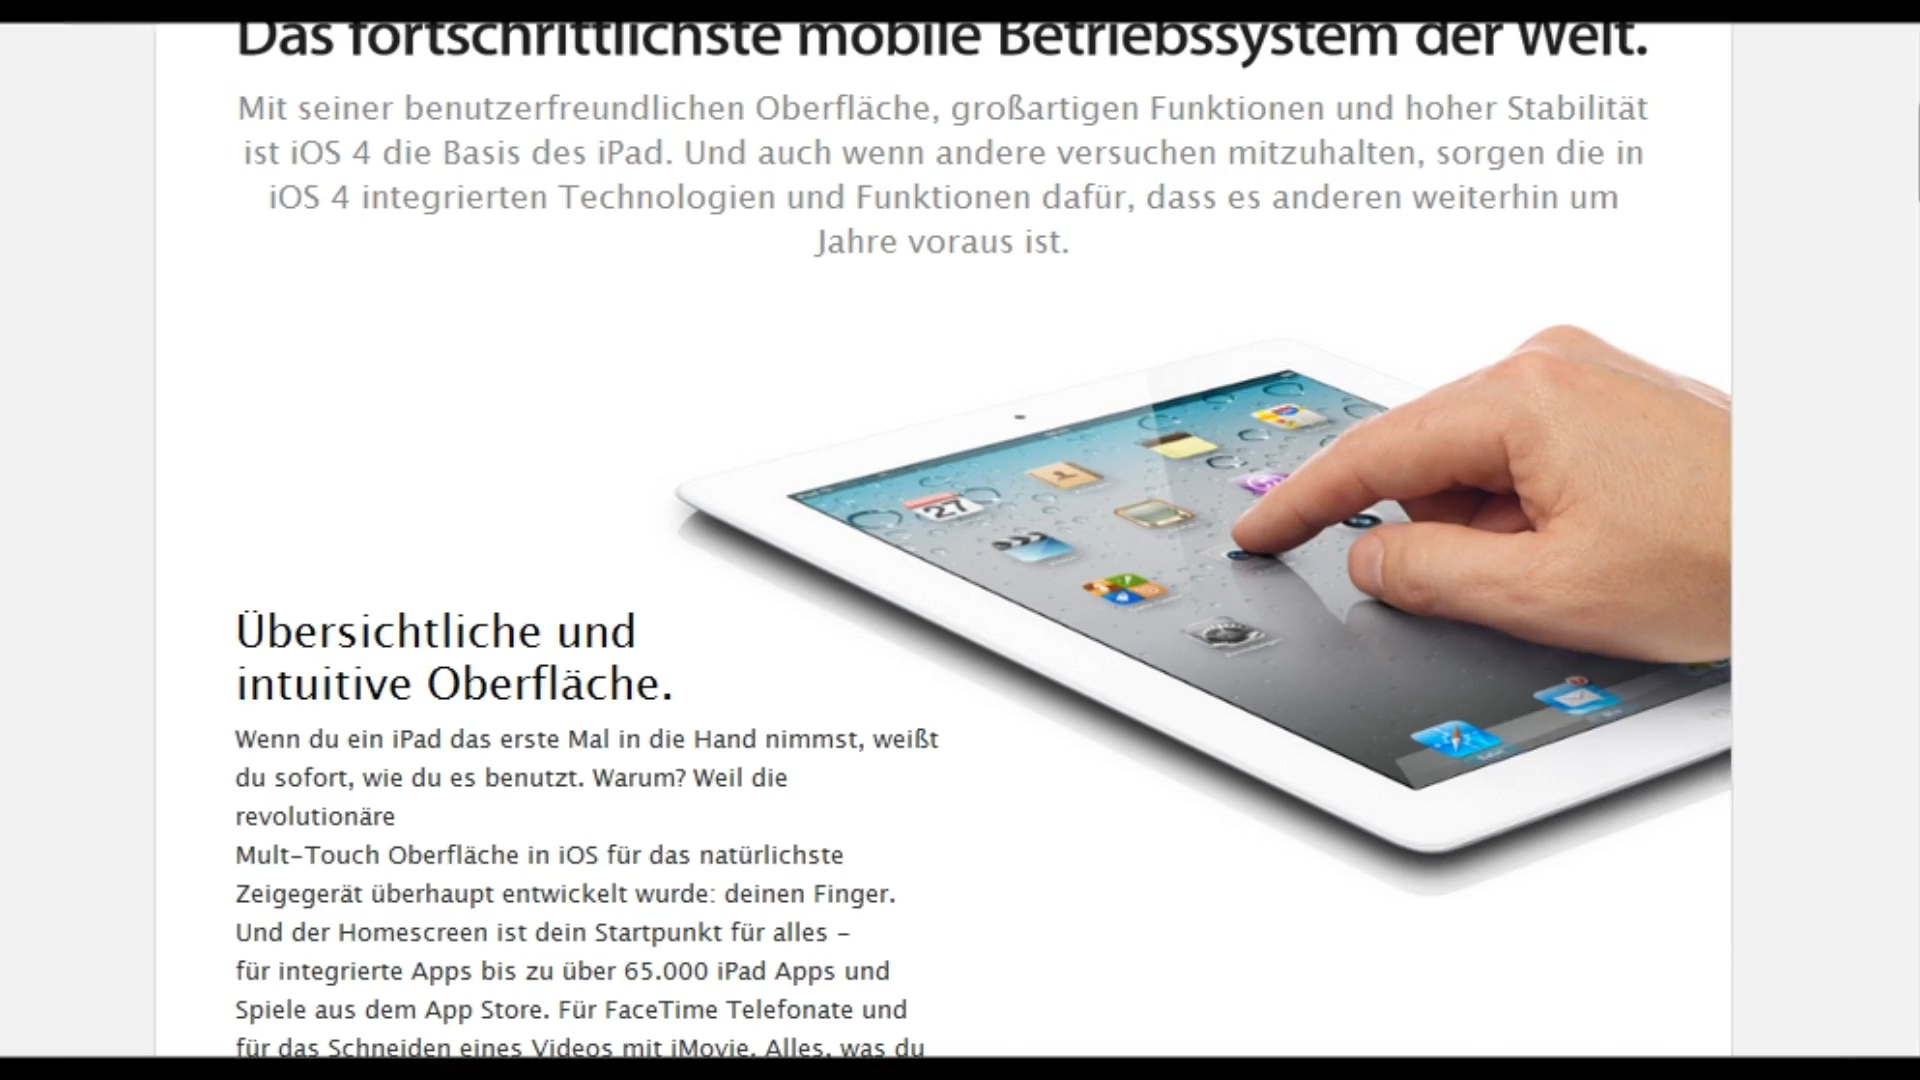 Das fortschrittlichste mobile Betriebssystem der Welt.
Mit seiner benutzerfreundlichen Oberfläche, großartigen Funktionen und hoher Stabilität
ist iOS 4 die Basis des iPad. Und auch wenn andere versuchen mitzuhalten, sorgen die in
iOS 4 integrierten Technologien und Funktionen dafür, dass es anderen weiterhin um
Jahre voraus ist.
27
Übersichtliche und
intuitive Oberfläche.
Wenn du ein iPad das erste Mal in die Hand nimmst, weißt
du sofort, wie du es benutzt. Warum? Weil die
revolutionäre
Mult-Touch Oberfläche in iOS für das natürlichste
Zeigegerät überhaupt entwickelt wurde: deinen Finger.
Und der Homescreen ist dein Startpunkt für alles –
für integrierte Apps bis zu über 65.000 iPad Apps und
Spiele aus dem App Store. Für FaceTime Telefonate und
für das Schneiden eines Videos mit iMovie. Alles, was du